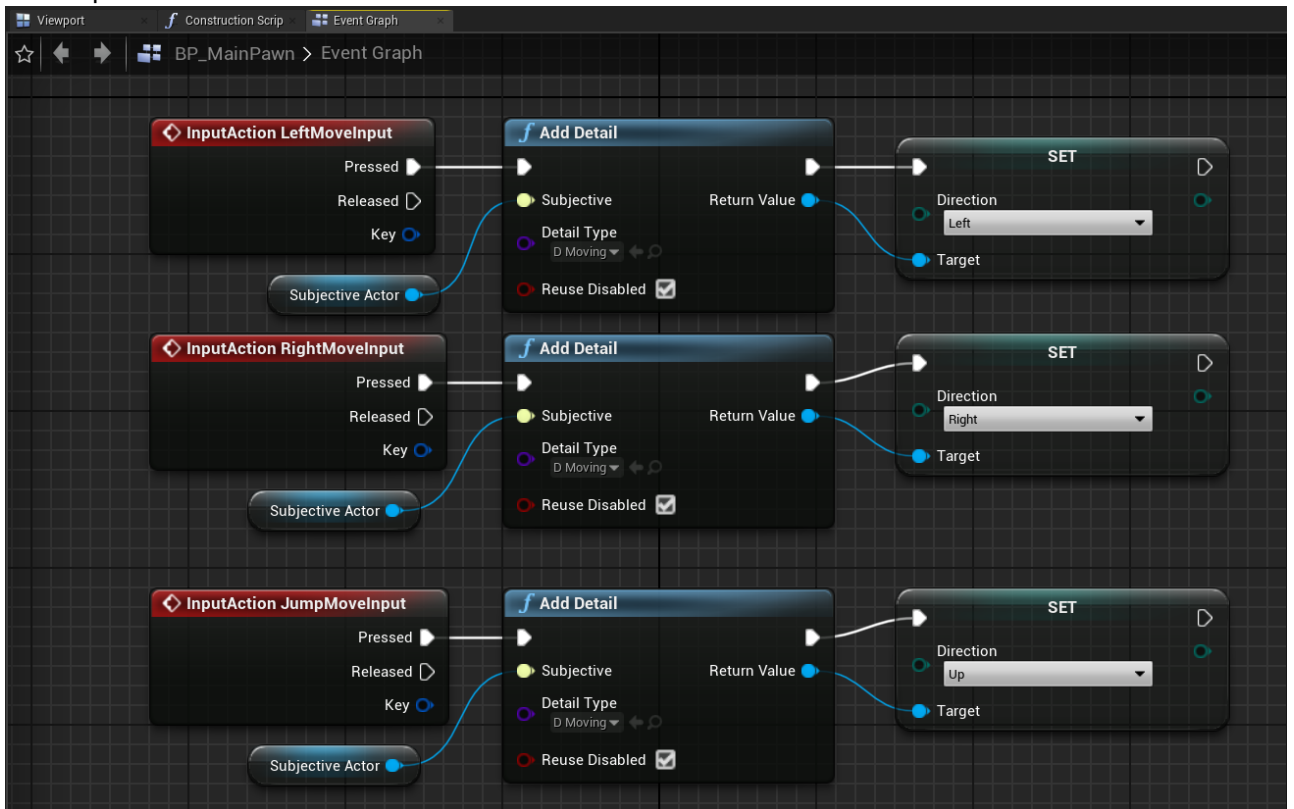 Viewport
Construction Scrip
Event Graph
BP_MainPawn > Event Graph
InputAction LeftMoveInput
Pressed
Released
Key
Subjective Actor
Add Detail
Subjective
Return Value
Detail Type
D Moving
Reuse Disabled
SET
Direction
Left
Target
InputAction RightMoveInput
Pressed
Released
Key
Subjective Actor
Add Detail
Subjective
Return Value
Detail Type
D Moving
Reuse Disabled
SET
Direction
Right
Target
InputAction JumpMoveInput
Pressed
Released
Key
Subjective Actor
Add Detail
Subjective
Return Value
Detail Type
D Moving
Reuse Disabled
SET
Direction
Up
Target